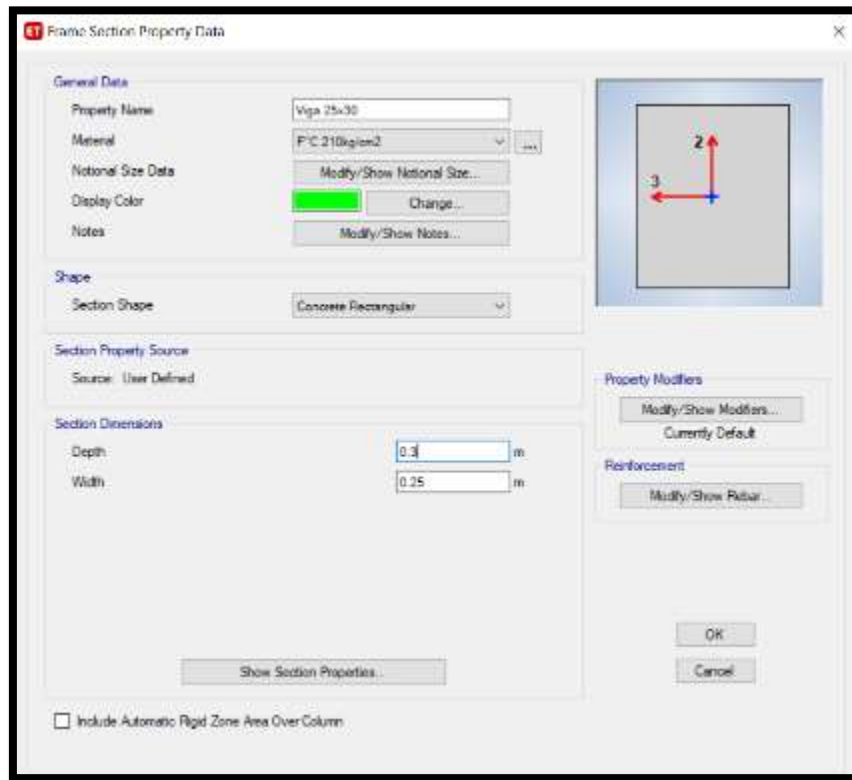 Frame Section Property Data
General Data
Property Name Viga 25x30
Material F'C 210kg/cm2 ...
Notional Size Data Modify/Show Notional Size...
Display Color Change...
Notes Modify/Show Notes...
2
3
Shape
Section Shape Concrete Rectangular
Section Property Source
Source: User Defined
Property Modifiers
Modify/Show Modifiers...
Currently Default
Section Dimensions
Depth 0.3 m
Width 0.25 m
Reinforcement
Modify/Show Rebar...
OK
Show Section Properties...
Cancel
Include Automatic Rigid Zone Area Over Column